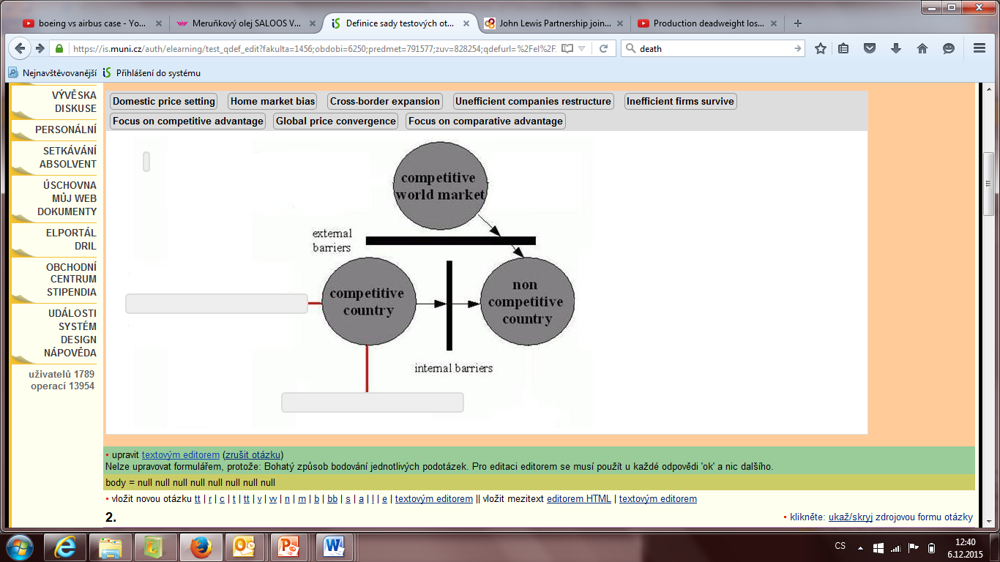 boeing vs airbus case - Yo...
Meruňkový olej SALOOS V...
Definice sady testových ot...
John Lewis Partnership join...
Production deadweight los...
https://is.muni.cz/auth/elearning/test_qdef_edit?fakulta=1456;obdobi=6250;predmet=791577;zuv=828254;qdefurl=%2Fel%2F
death
Nejnavštěvovanější
Přihlášení do systému
VÝVĚSKA
DISKUSE
PERSONÁLNÍ
SETKÁVÁNÍ
ABSOLVENT
ÚSCHOVNA
MŮJ WEB
DOKUMENTY
ELPORTÁL
DRIL
OBCHODNÍ
CENTRUM
STIPENDIA
UDÁLOSTI
SYSTÉM
DESIGN
NÁPOVĚDA
uživatelů 1789
operací 13954
Domestic price setting Home market bias Cross-border expansion Unefficient companies restructure Inefficient firms survive
Focus on competitive advantage Global price convergence Focus on comparative advantage
competitive
world market
external
barriers
competitive
country
non
competitive
country
internal barriers
• upravit textovým editorem (zrušit otázku)
Nelze upravovat formulářem, protože: Bohatý způsob bodování jednotlivých podotázek. Pro editaci editorem se musí použít u každé odpovědi 'ok' a nic dalšího.
body = null null null null null null null null
• vložit novou otázku tt | r | c | t | tt | v | vv | n | m | b | bb | s | a | l | e | textovým editorem || vložit mezitext editorem HTML | textovým editorem
2.
• klikněte: ukaž/skryj zdrojovou formu otázky
CS
12:40
6.12.2015